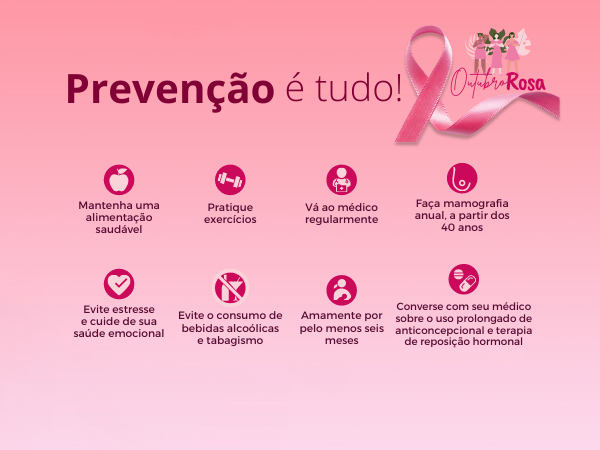 Prevenção é tudo!
Outubro Rosa
Mantenha uma
alimentação
saudável
Pratique
exercícios
Vá ao médico
regularmente
Faça mamografia
anual, a partir dos
40 anos
Evite estresse
e cuide de sua
saúde emocional
Evite o consumo de
bebidas alcoólicas
e tabagismo
Amamente por
pelo menos seis
meses
Converse com seu médico
sobre o uso prolongado de
anticoncepcional e terapia
de reposição hormonal